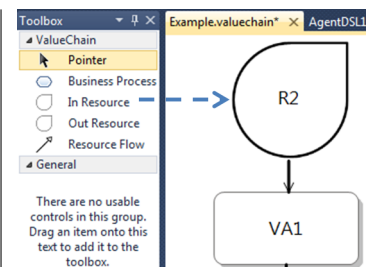 Toolbox
Example.valuechain*
AgentDSL1
ValueChain
Pointer
Business Process
In Resource
Out Resource
Resource Flow
General
There are no usable
controls in this group.
Drag an item onto this
text to add it to the
toolbox.
R2
VA1